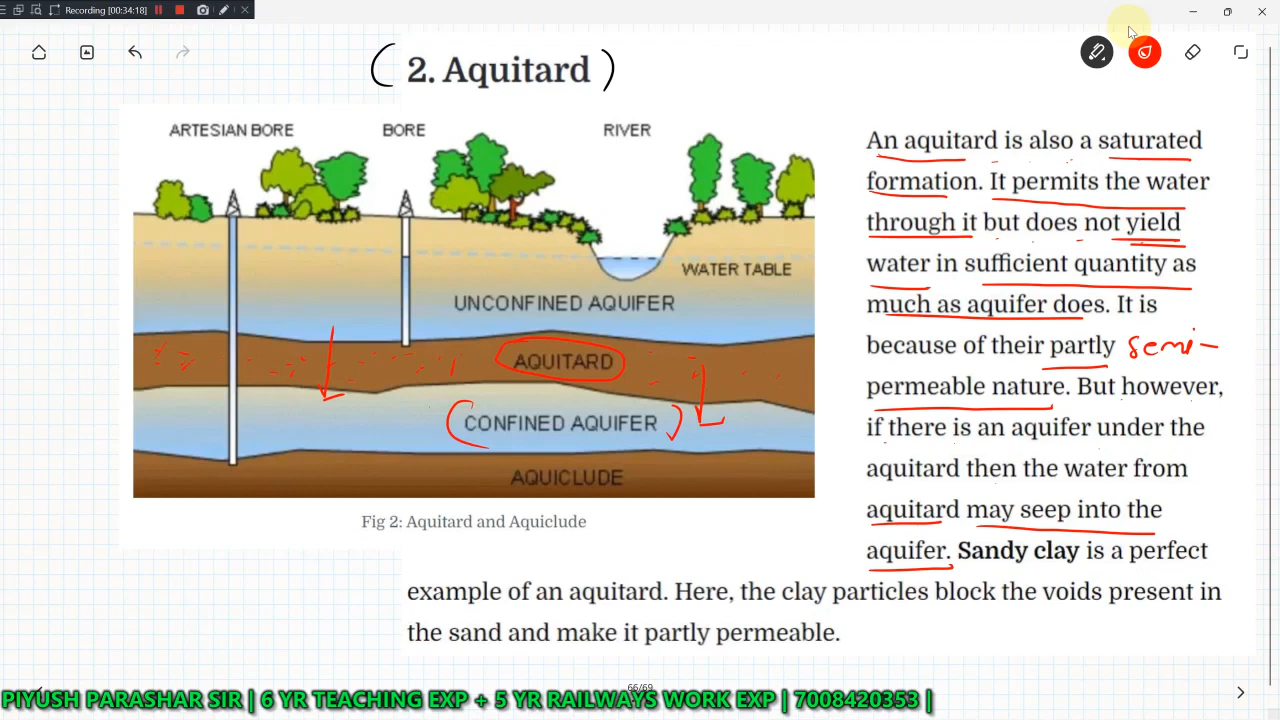 Recording [00:34:18]
2. Aquitard
ARTESIAN BORE
BORE
RIVER
WATER TABLE
UNCONFINED AQUIFER
AQUITARD
CONFINED AQUIFER
AQUICLUDE
Fig 2: Aquitard and Aquiclude
An aquitard is also a saturated
formation. It permits the water
through it but does not yield
water in sufficient quantity as
much as aquifer does. It is
because of their partly semi-
permeable nature. But however,
if there is an aquifer under the
aquitard then the water from
aquitard may seep into the
aquifer. Sandy clay is a perfect
example of an aquitard. Here, the clay particles block the voids present in
the sand and make it partly permeable.
66/69
PIYUSH PARASHAR SIR | 6 YR TEACHING EXP + 5 YR RAILWAYS WORK EXP | 7008420353 |